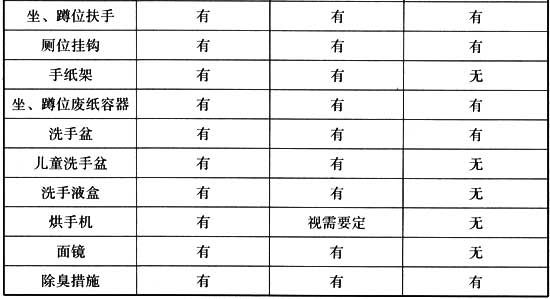 坐、蹲位扶手 有 有 有
厕位挂钩 有 有 有
手纸架 有 有 无
坐、蹲位废纸容器 有 有 有
洗手盆 有 有 有
儿童洗手盆 有 有 无
洗手液盒 有 有 无
烘手机 有 视需要定 无
面镜 有 有 无
除臭措施 有 有 有